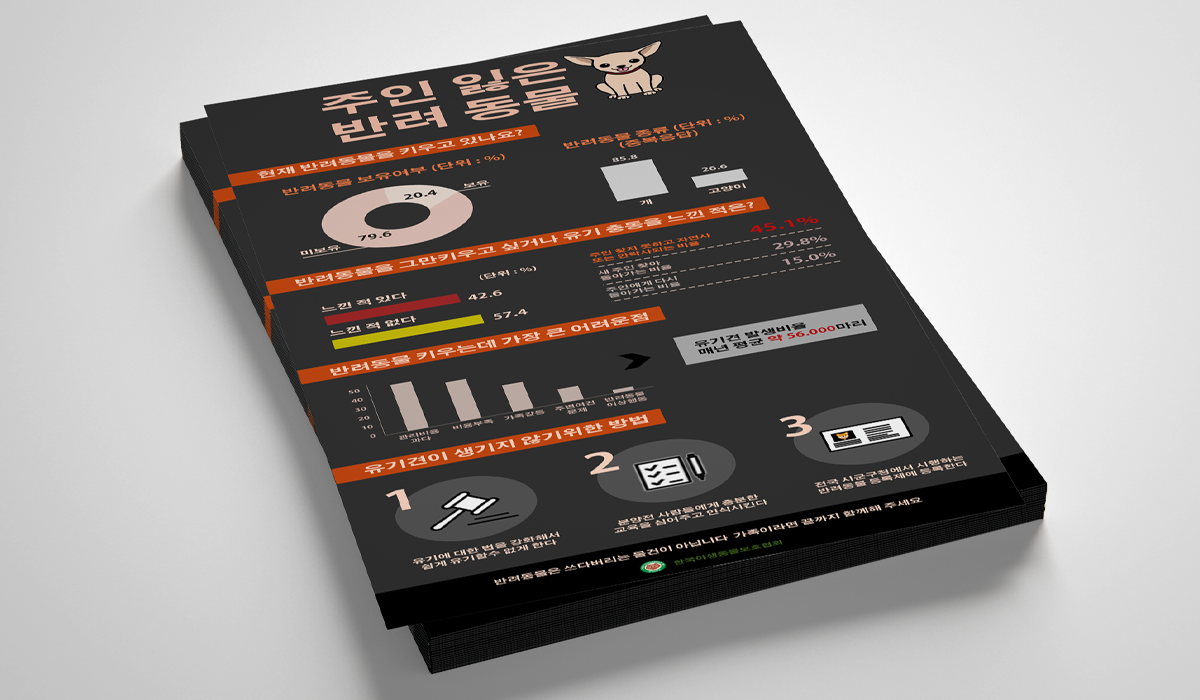 주인 잃은
반려 동물
현재 반려동물을 키우고 있나요?
반려동물 보유여부 (단위 : %)
보유
20.4
79.6
미보유
반려동물 종류 (단위 : %)
(중복응답)
85.8
개
26.6
고양이
반려동물을 그만키우고 싶거나 유기 충동을 느낀 적은?
(단위 : %)
느낀 적 있다
42.6
느낀 적 없다
57.4
주인 찾지 못하고 자연사
또는 안락사되는 비율
45.1%
새 주인 찾아
돌아가는 비율
29.8%
주인에게 다시
돌아가는 비율
15.0%
반려동물 키우는데 가장 큰 어려운점
50
40
30
20
10
0
관리비용
과다
비용부족
가족갈등
주변여건
문제
반려동물
이상행동
유기견 발생비율
매년 평균 약 56,000마리
유기견이 생기지 않기위한 방법
1
유기에 대한 법을 강화해서
쉽게 유기할수 없게 한다
2
분양전 사람들에게 충분한
교육을 심어주고 인식시킨다
3
전국 시군구청에서 시행하는
반려동물 등록제에 등록한다
반려동물은 쓰다버리는 물건이 아닙니다 가족이라면 끝까지 함께해 주세요
한국야생동물보호협회